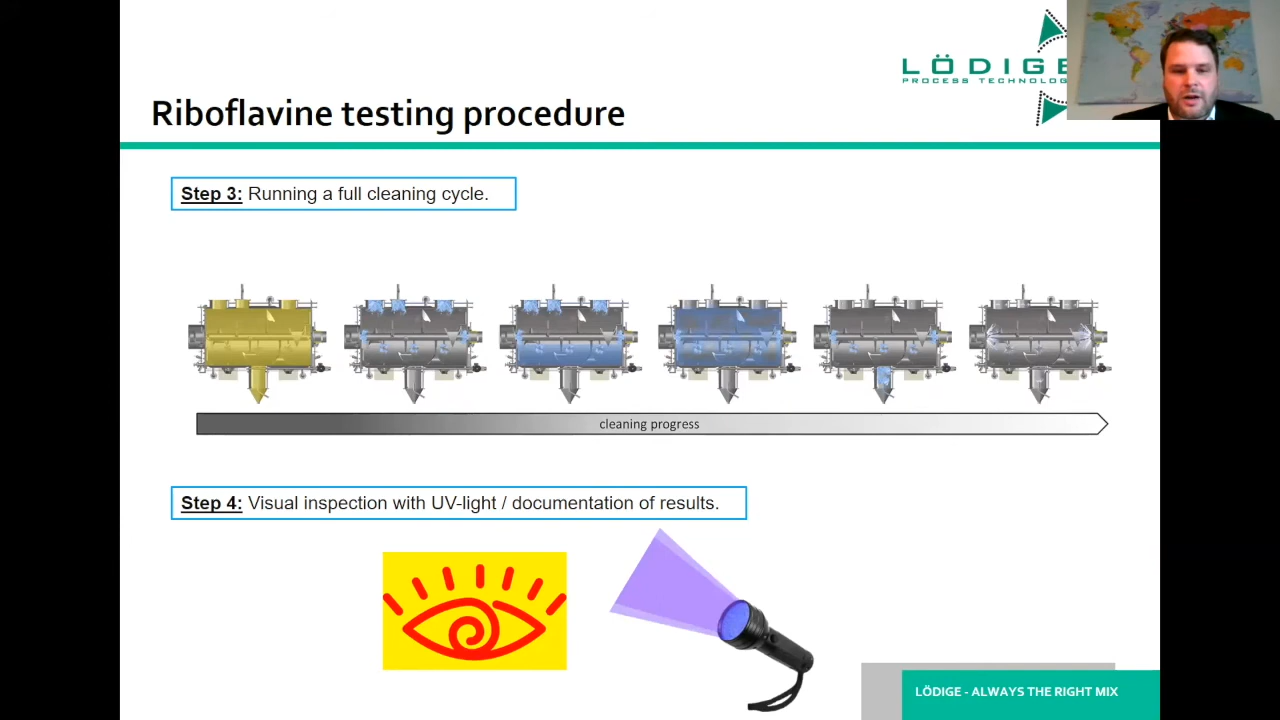 LÖDIGE
PROCESS TECHNOLOG
Riboflavine testing procedure
Step 3: Running a full cleaning cycle.
cleaning progress
Step 4: Visual inspection with UV-light / documentation of results.
LÖDIGE - ALWAYS THE RIGHT MIX